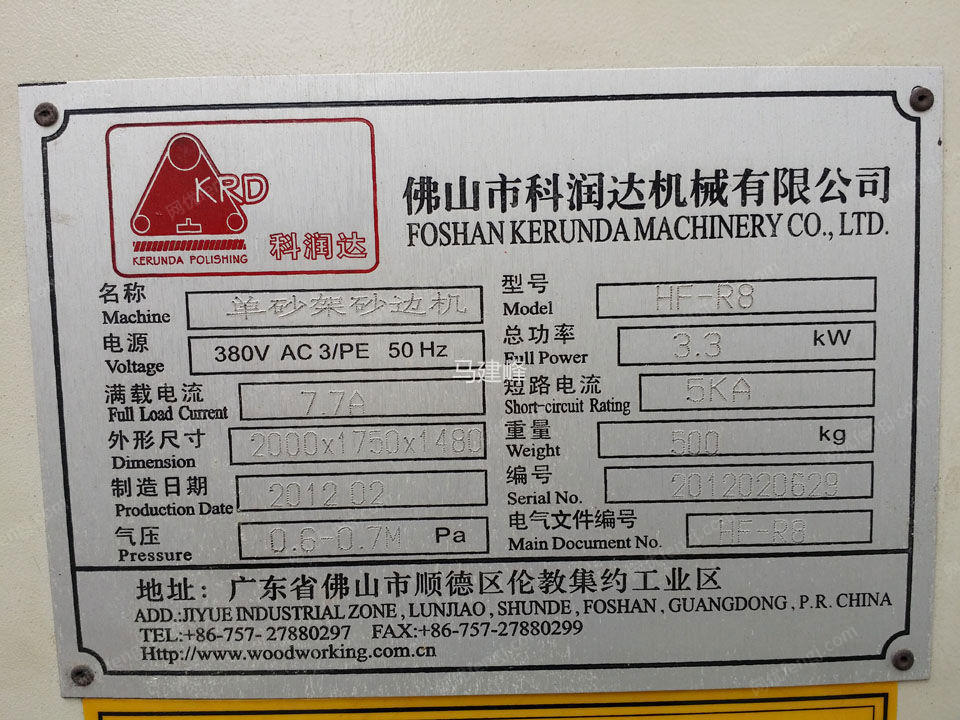 KRD
KERUNDA POLISHING
科润达
佛山市科润达机械有限公司
FOSHAN KERUNDA MACHINERY CO., LTD.
名称 单砂架砂边机
Machine
型号 HF-R8
Model
电源 380V AC 3/PE 50 Hz
Voltage
总功率 3.3 kW
Full Power
马建峰
满载电流 7.7A
Full Load Current
短路电流 5KA
Short-circuit Rating
外形尺寸 2000x1750x1480
Dimension
重量 500 kg
Weight
制造日期 2012 02
Production Date
编号 2012020629
Serial No.
气压 0.6-0.7M Pa
Pressure
电气文件编号 HF-R8
Main Document No.
地址：广东省佛山市顺德区伦教集约工业区
ADD.:JIYUE INDUSTRIAL ZONE , LUNJIAO , SHUNDE , FOSHAN , GUANGDONG , P.R. CHINA
TEL:+86-757- 27880297 FAX:+86-757-27880299
Http://www.woodworking.com.cn